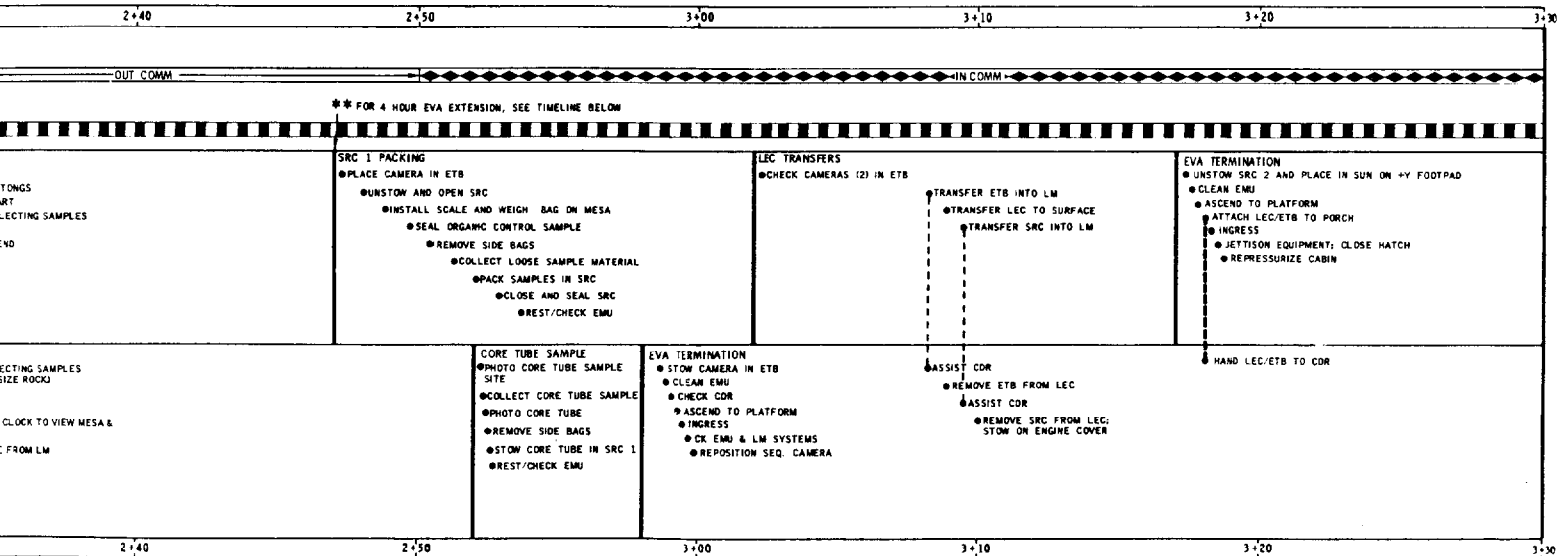 2+40 2+50 3+00 3+10 3+20 3+30
OUT COMM IN COMM
** FOR 4 HOUR EVA EXTENSION, SEE TIMELINE BELOW
TONGS
ART
LECTING SAMPLES
END
SRC 1 PACKING
●PLACE CAMERA IN ETB
●UNSTOW AND OPEN SRC
●INSTALL SCALE AND WEIGH BAG ON MESA
●SEAL ORGANIC CONTROL SAMPLE
●REMOVE SIDE BAGS
●COLLECT LOOSE SAMPLE MATERIAL
●PACK SAMPLES IN SRC
●CLOSE AND SEAL SRC
●REST/CHECK EMU
LEC TRANSFERS
●CHECK CAMERAS (2) IN ETB
●TRANSFER ETB INTO LM
●TRANSFER LEC TO SURFACE
●TRANSFER SRC INTO LM
EVA TERMINATION
● UNSTOW SRC 2 AND PLACE IN SUN ON +Y FOOTPAD
● CLEAN EMU
● ASCEND TO PLATFORM
● ATTACH LEC/ETB TO PORCH
● INGRESS
● JETTISON EQUIPMENT; CLOSE HATCH
● REPRESSURIZE CABIN
ECTING SAMPLES
SIZE ROCK)
CLOCK TO VIEW MESA &
FROM LM
CORE TUBE SAMPLE
●PHOTO CORE TUBE SAMPLE
SITE
●COLLECT CORE TUBE SAMPLE
●PHOTO CORE TUBE
●REMOVE SIDE BAGS
●STOW CORE TUBE IN SRC 1
●REST/CHECK EMU
EVA TERMINATION
● STOW CAMERA IN ETB
● CLEAN EMU
● CHECK CDR
● ASCEND TO PLATFORM
● INGRESS
● CK EMU & LM SYSTEMS
● REPOSITION SEQ. CAMERA
●ASSIST CDR
●REMOVE ETB FROM LEC
●ASSIST CDR
●REMOVE SRC FROM LEC;
STOW ON ENGINE COVER
● HAND LEC/ETB TO CDR
2+40 2+50 3+00 3+10 3+20 3+30